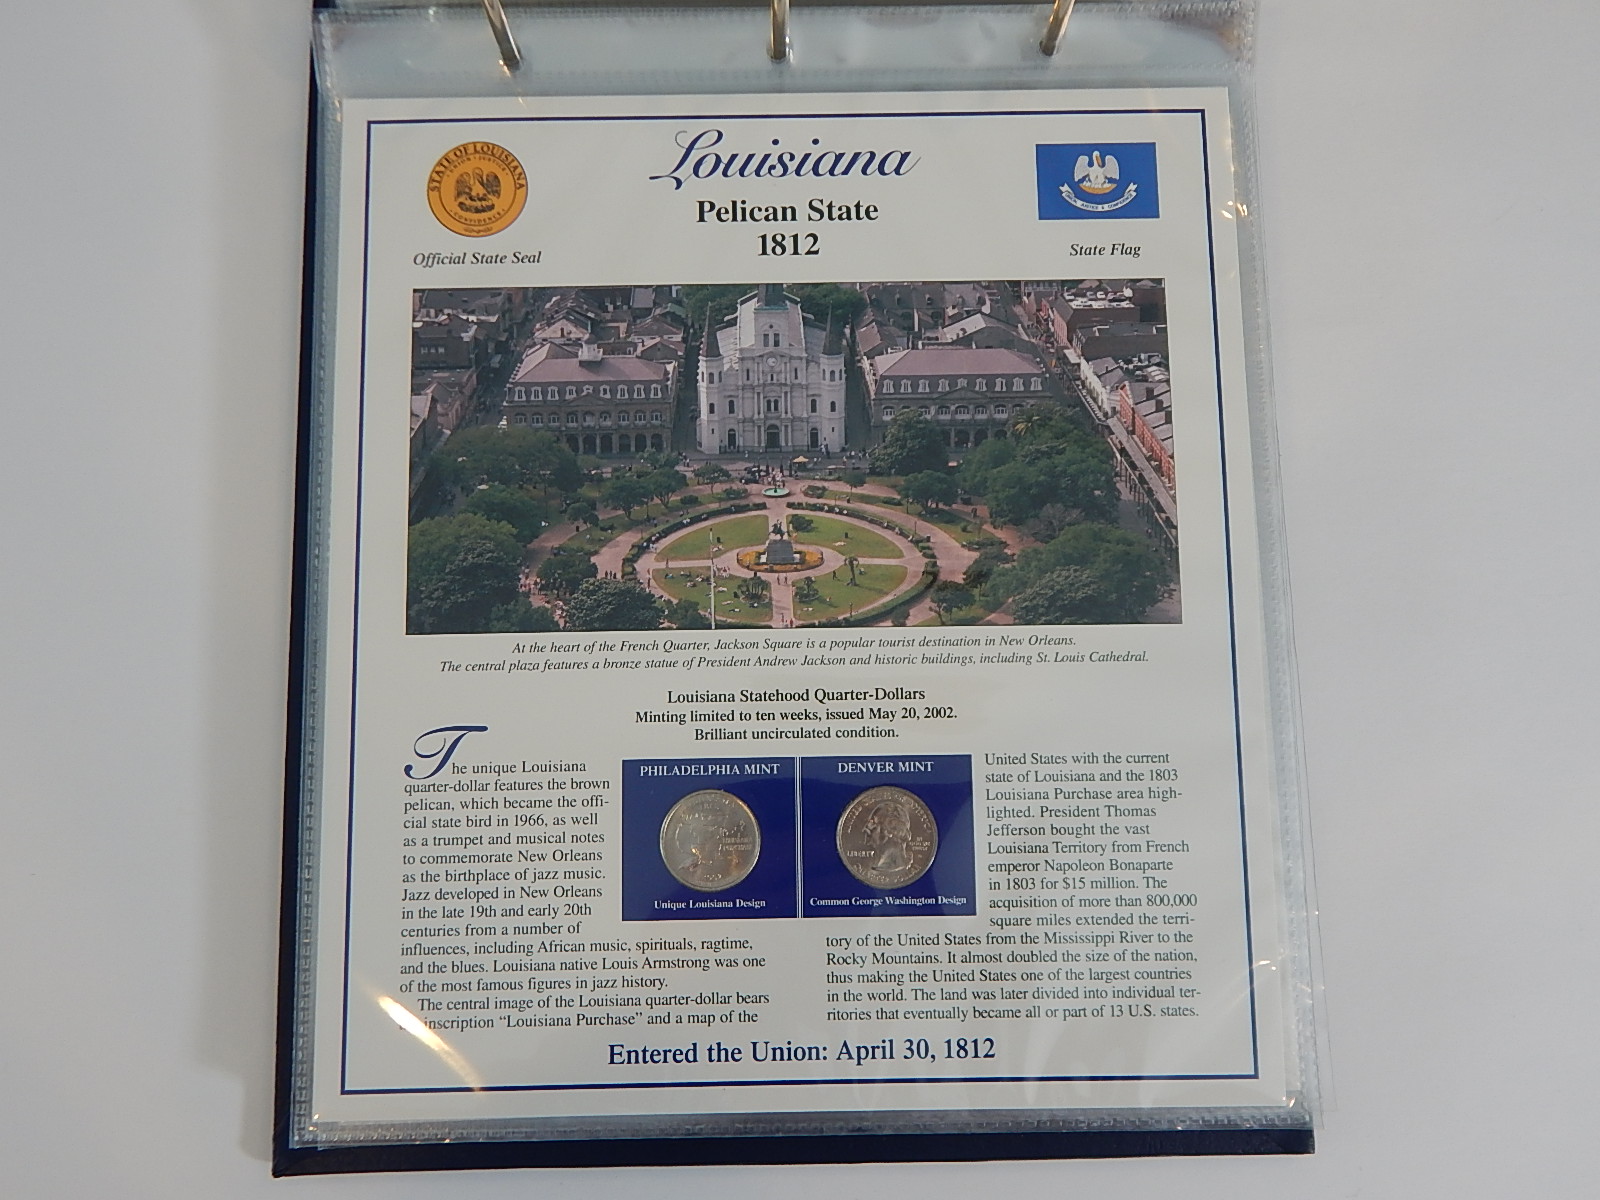 STATE OF LOUISIANA
UNION · JUSTICE
CONFIDENCE
Official State Seal
Louisiana
Pelican State
1812
UNION, JUSTICE & CONFIDENCE
State Flag
At the heart of the French Quarter, Jackson Square is a popular tourist destination in New Orleans.
The central plaza features a bronze statue of President Andrew Jackson and historic buildings, including St. Louis Cathedral.
Louisiana Statehood Quarter-Dollars
Minting limited to ten weeks, issued May 20, 2002.
Brilliant uncirculated condition.
The unique Louisiana
quarter-dollar features the brown
pelican, which became the offi-
cial state bird in 1966, as well
as a trumpet and musical notes
to commemorate New Orleans
as the birthplace of jazz music.
Jazz developed in New Orleans
in the late 19th and early 20th
centuries from a number of
influences, including African music, spirituals, ragtime,
and the blues. Louisiana native Louis Armstrong was one
of the most famous figures in jazz history.
The central image of the Louisiana quarter-dollar bears
inscription “Louisiana Purchase” and a map of the
PHILADELPHIA MINT
Unique Louisiana Design
DENVER MINT
LIBERTY
Common George Washington Design
United States with the current
state of Louisiana and the 1803
Louisiana Purchase area high-
lighted. President Thomas
Jefferson bought the vast
Louisiana Territory from French
emperor Napoleon Bonaparte
in 1803 for $15 million. The
acquisition of more than 800,000
square miles extended the terri-
tory of the United States from the Mississippi River to the
Rocky Mountains. It almost doubled the size of the nation,
thus making the United States one of the largest countries
in the world. The land was later divided into individual ter-
ritories that eventually became all or part of 13 U.S. states.
Entered the Union: April 30, 1812